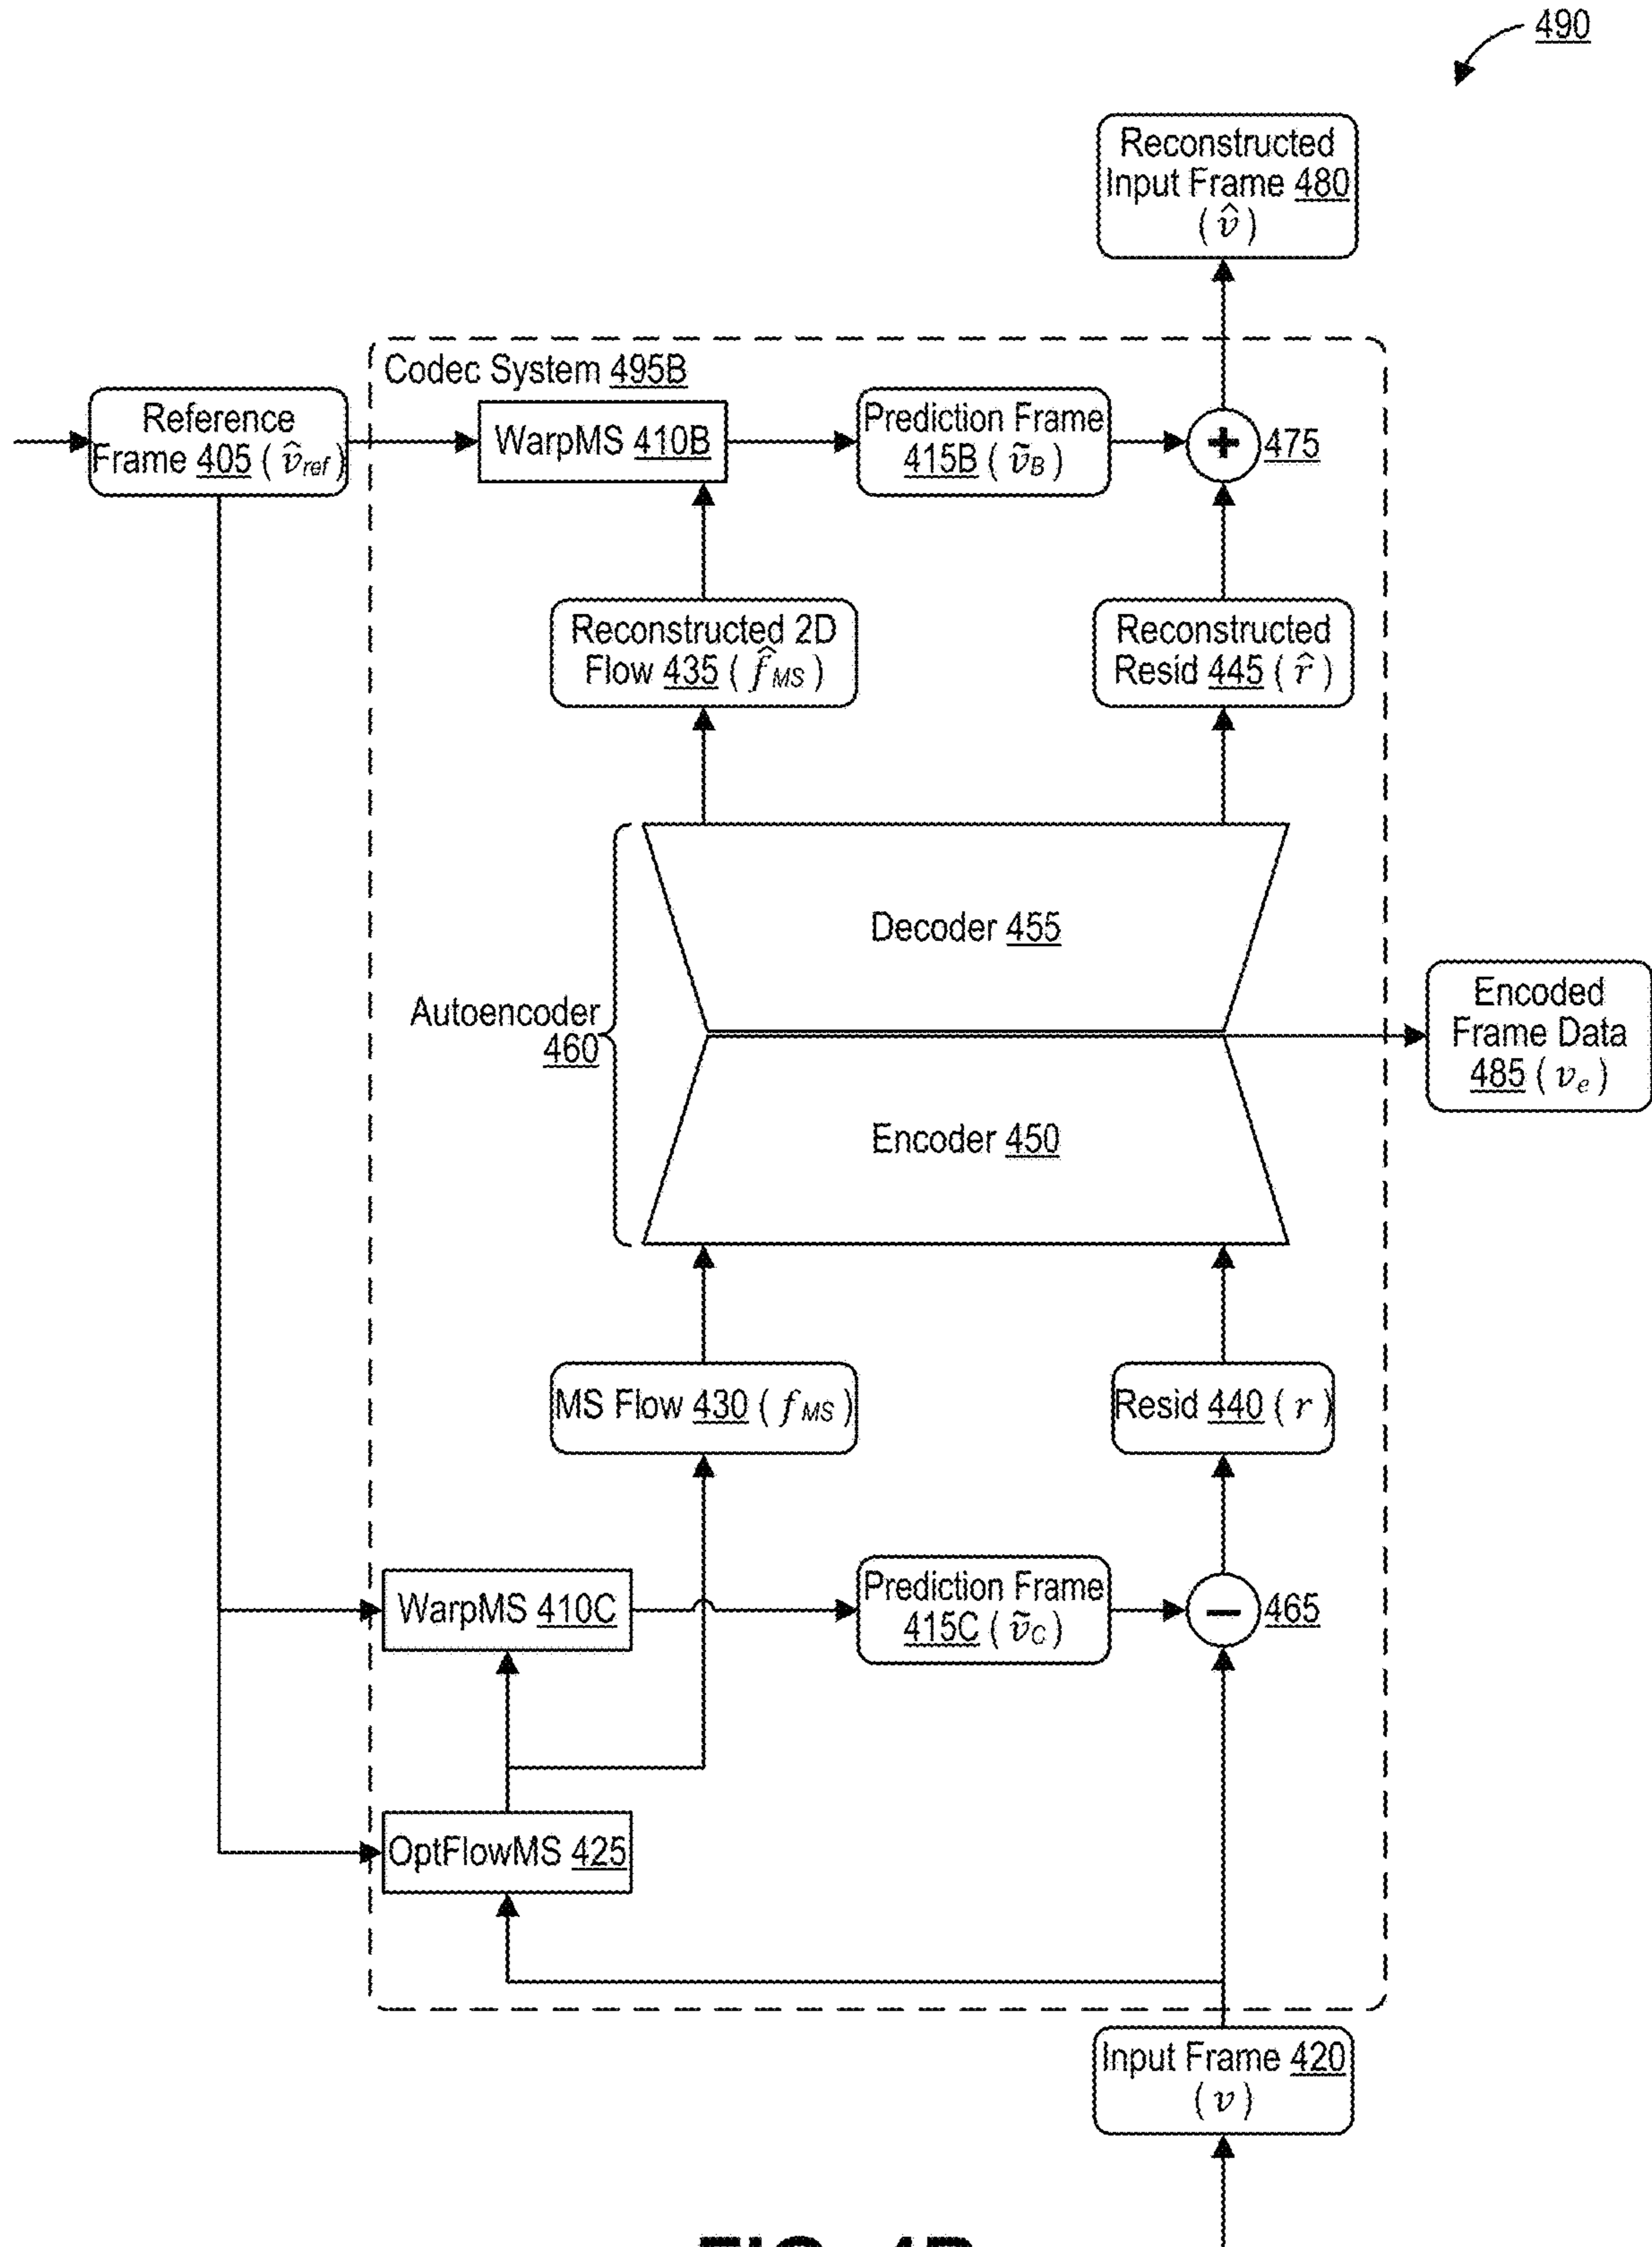 490
Reconstructed
Input Frame 480
( v̂ )
Codec System 495B
Reference
Frame 405 ( v̂ref )
WarpMS 410B
Prediction Frame
415B ( ṽB )
+
475
Reconstructed 2D
Flow 435 ( f̂MS )
Reconstructed
Resid 445 ( r̂ )
Decoder 455
Autoencoder
460
Encoded
Frame Data
485 ( ve )
Encoder 450
MS Flow 430 ( fMS )
Resid 440 ( r )
WarpMS 410C
Prediction Frame
415C ( ṽC )
−
465
OptFlowMS 425
Input Frame 420
( v )